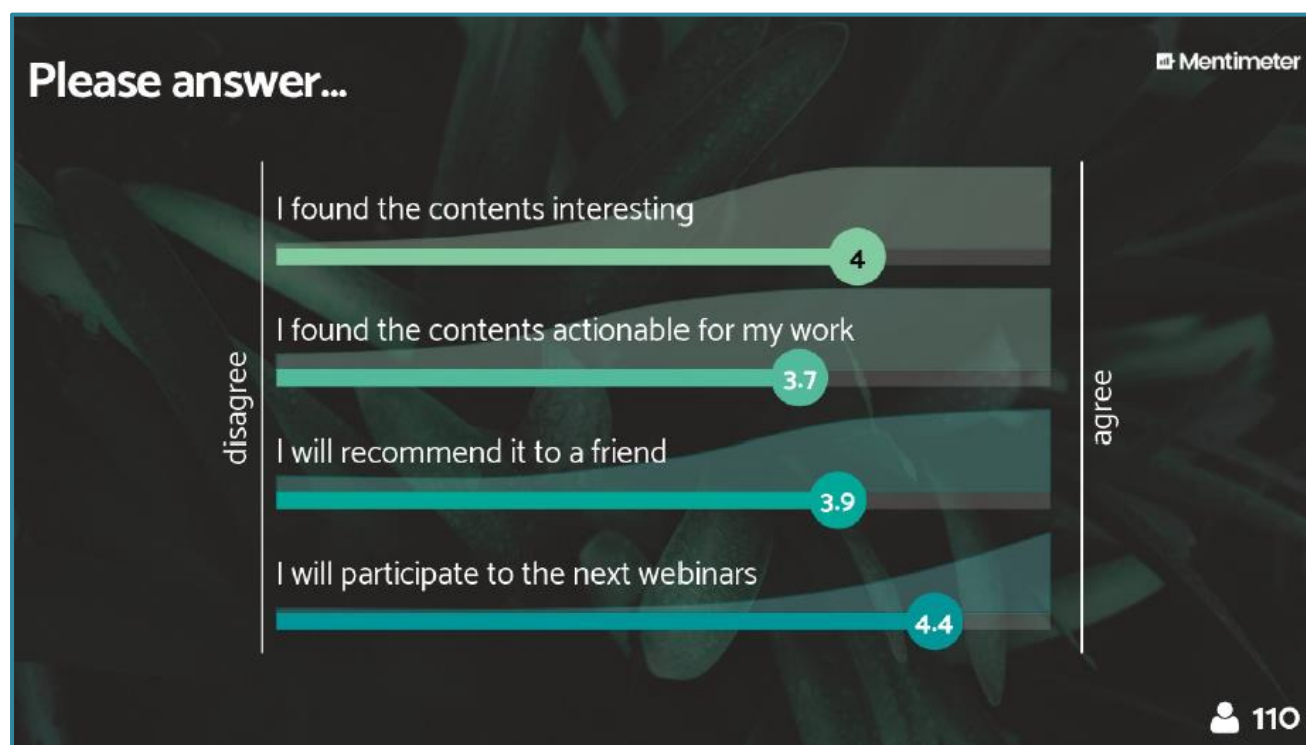 Please answer...
Mentimeter
I found the contents interesting
4
I found the contents actionable for my work
3.7
disagree
agree
I will recommend it to a friend
3.9
I will participate to the next webinars
4.4
110